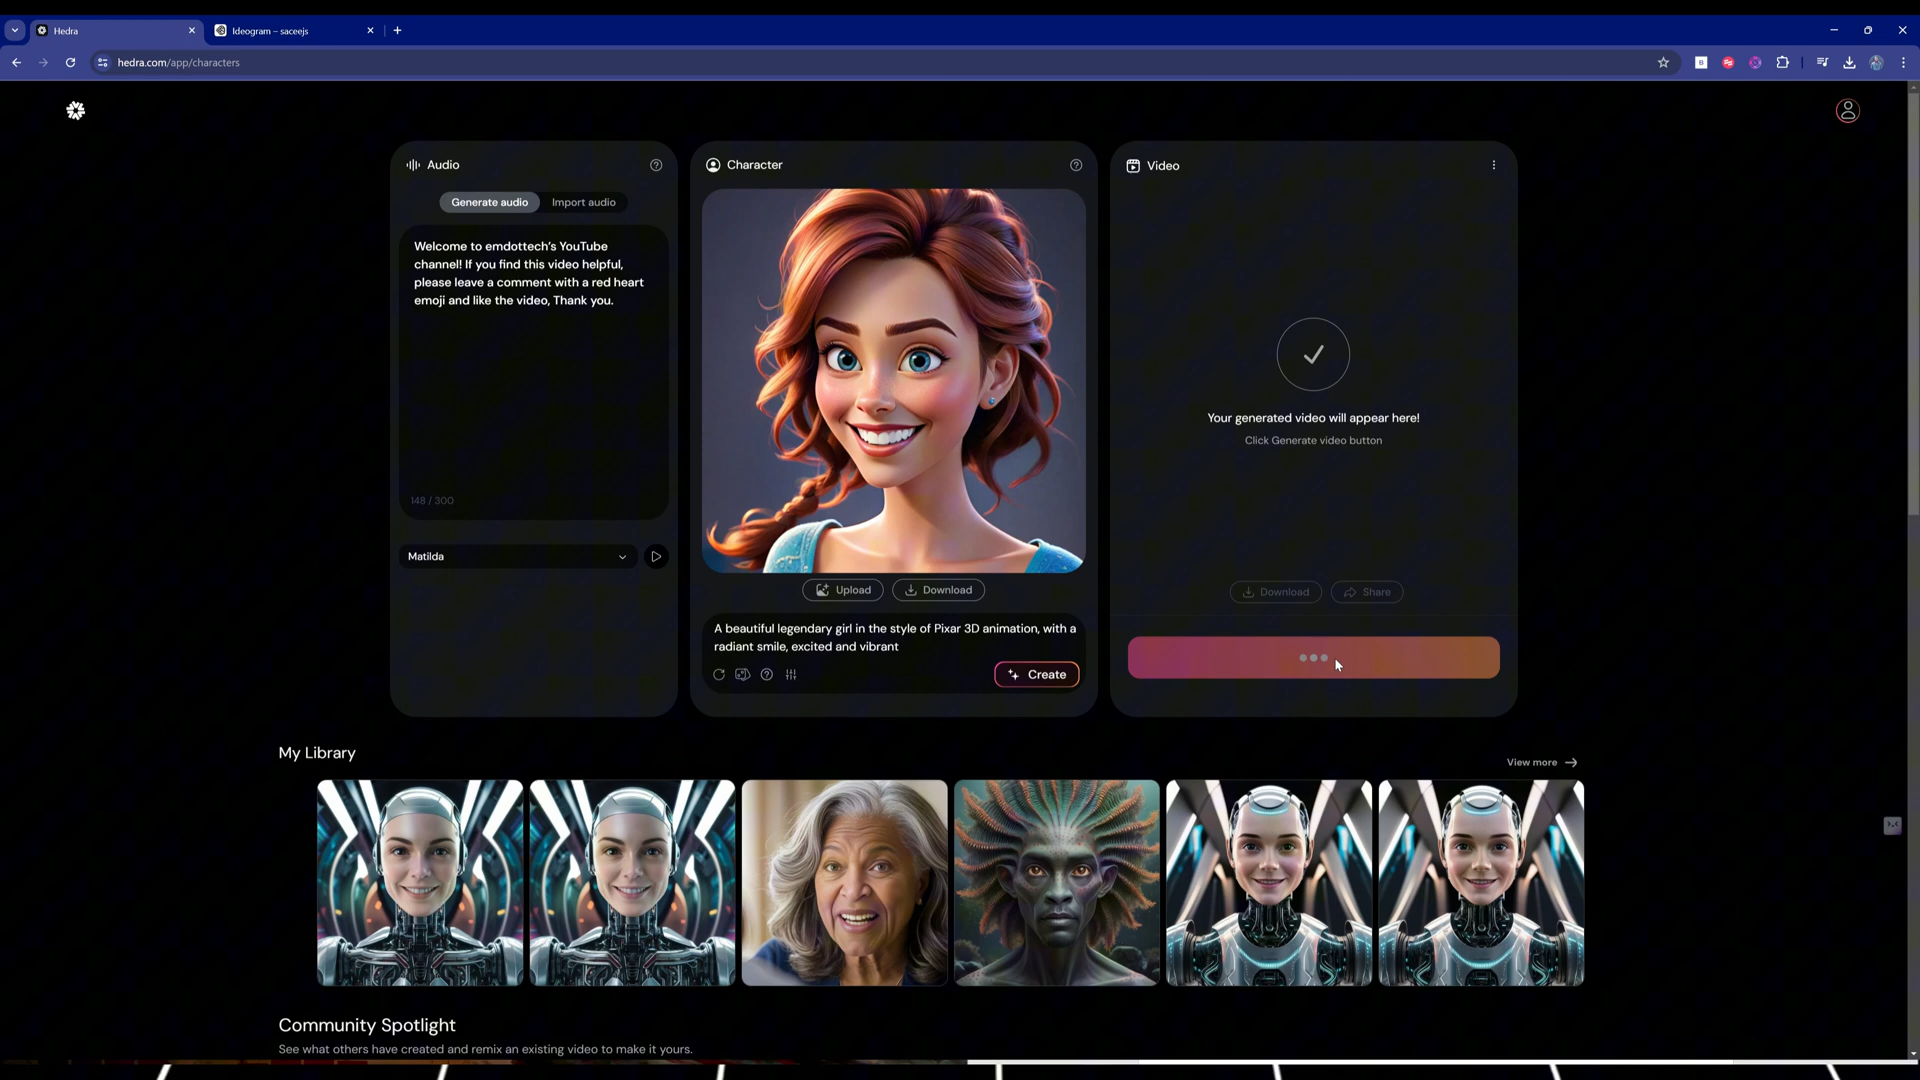 Hedra
Ideogram – saceejs
hedra.com/app/characters
Audio
Generate audio
Import audio
Welcome to emdottech's YouTube
channel! If you find this video helpful,
please leave a comment with a red heart
emoji and like the video, Thank you.
148 / 300
Matilda
Character
Upload
Download
A beautiful legendary girl in the style of Pixar 3D animation, with a
radiant smile, excited and vibrant
Create
Video
Your generated video will appear here!
Click Generate video button
Download
Share
My Library
View more
Community Spotlight
See what others have created and remix an existing video to make it yours.